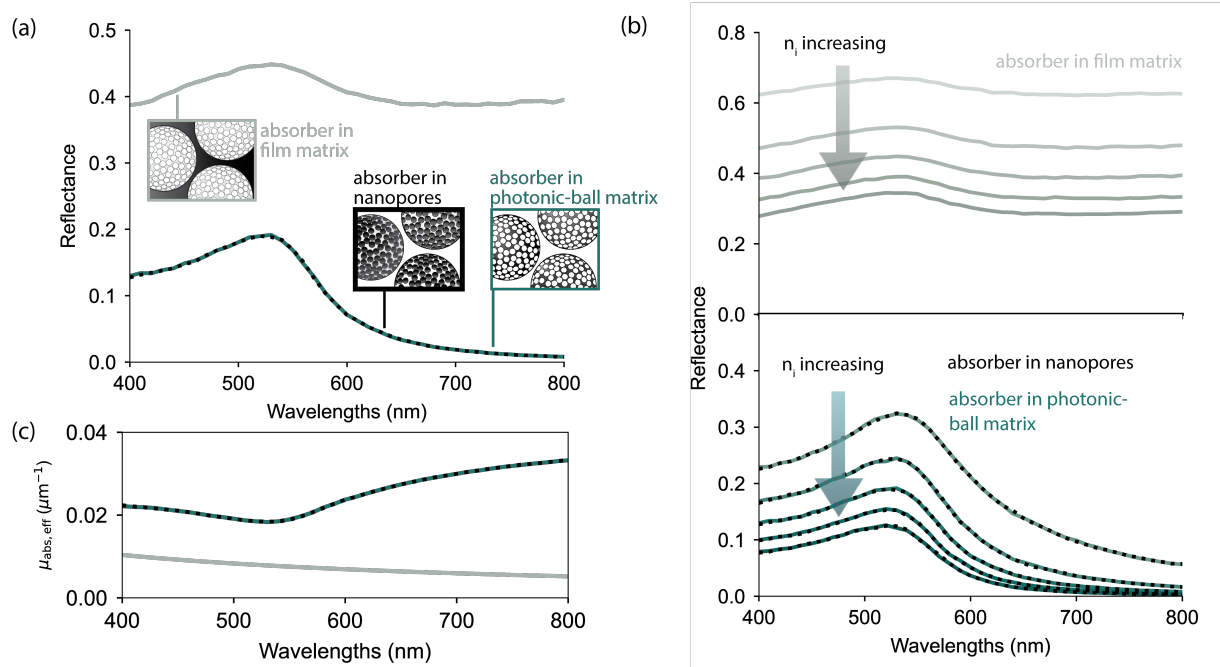 (a)
0.5
0.4
0.3
0.2
0.1
0.0
Reflectance
absorber in
film matrix
absorber in
nanopores
absorber in
photonic-ball matrix
400
500
600
700
800
Wavelengths (nm)
(b)
0.8
0.6
0.4
0.2
0.0
n_i increasing
absorber in film matrix
Reflectance
0.4
0.3
0.2
0.1
0.0
n_i increasing
absorber in nanopores
absorber in photonic-
ball matrix
400
500
600
700
800
Wavelengths (nm)
(c)
0.04
0.02
0.00
μabs, eff (μm⁻¹)
400
500
600
700
800
Wavelengths (nm)